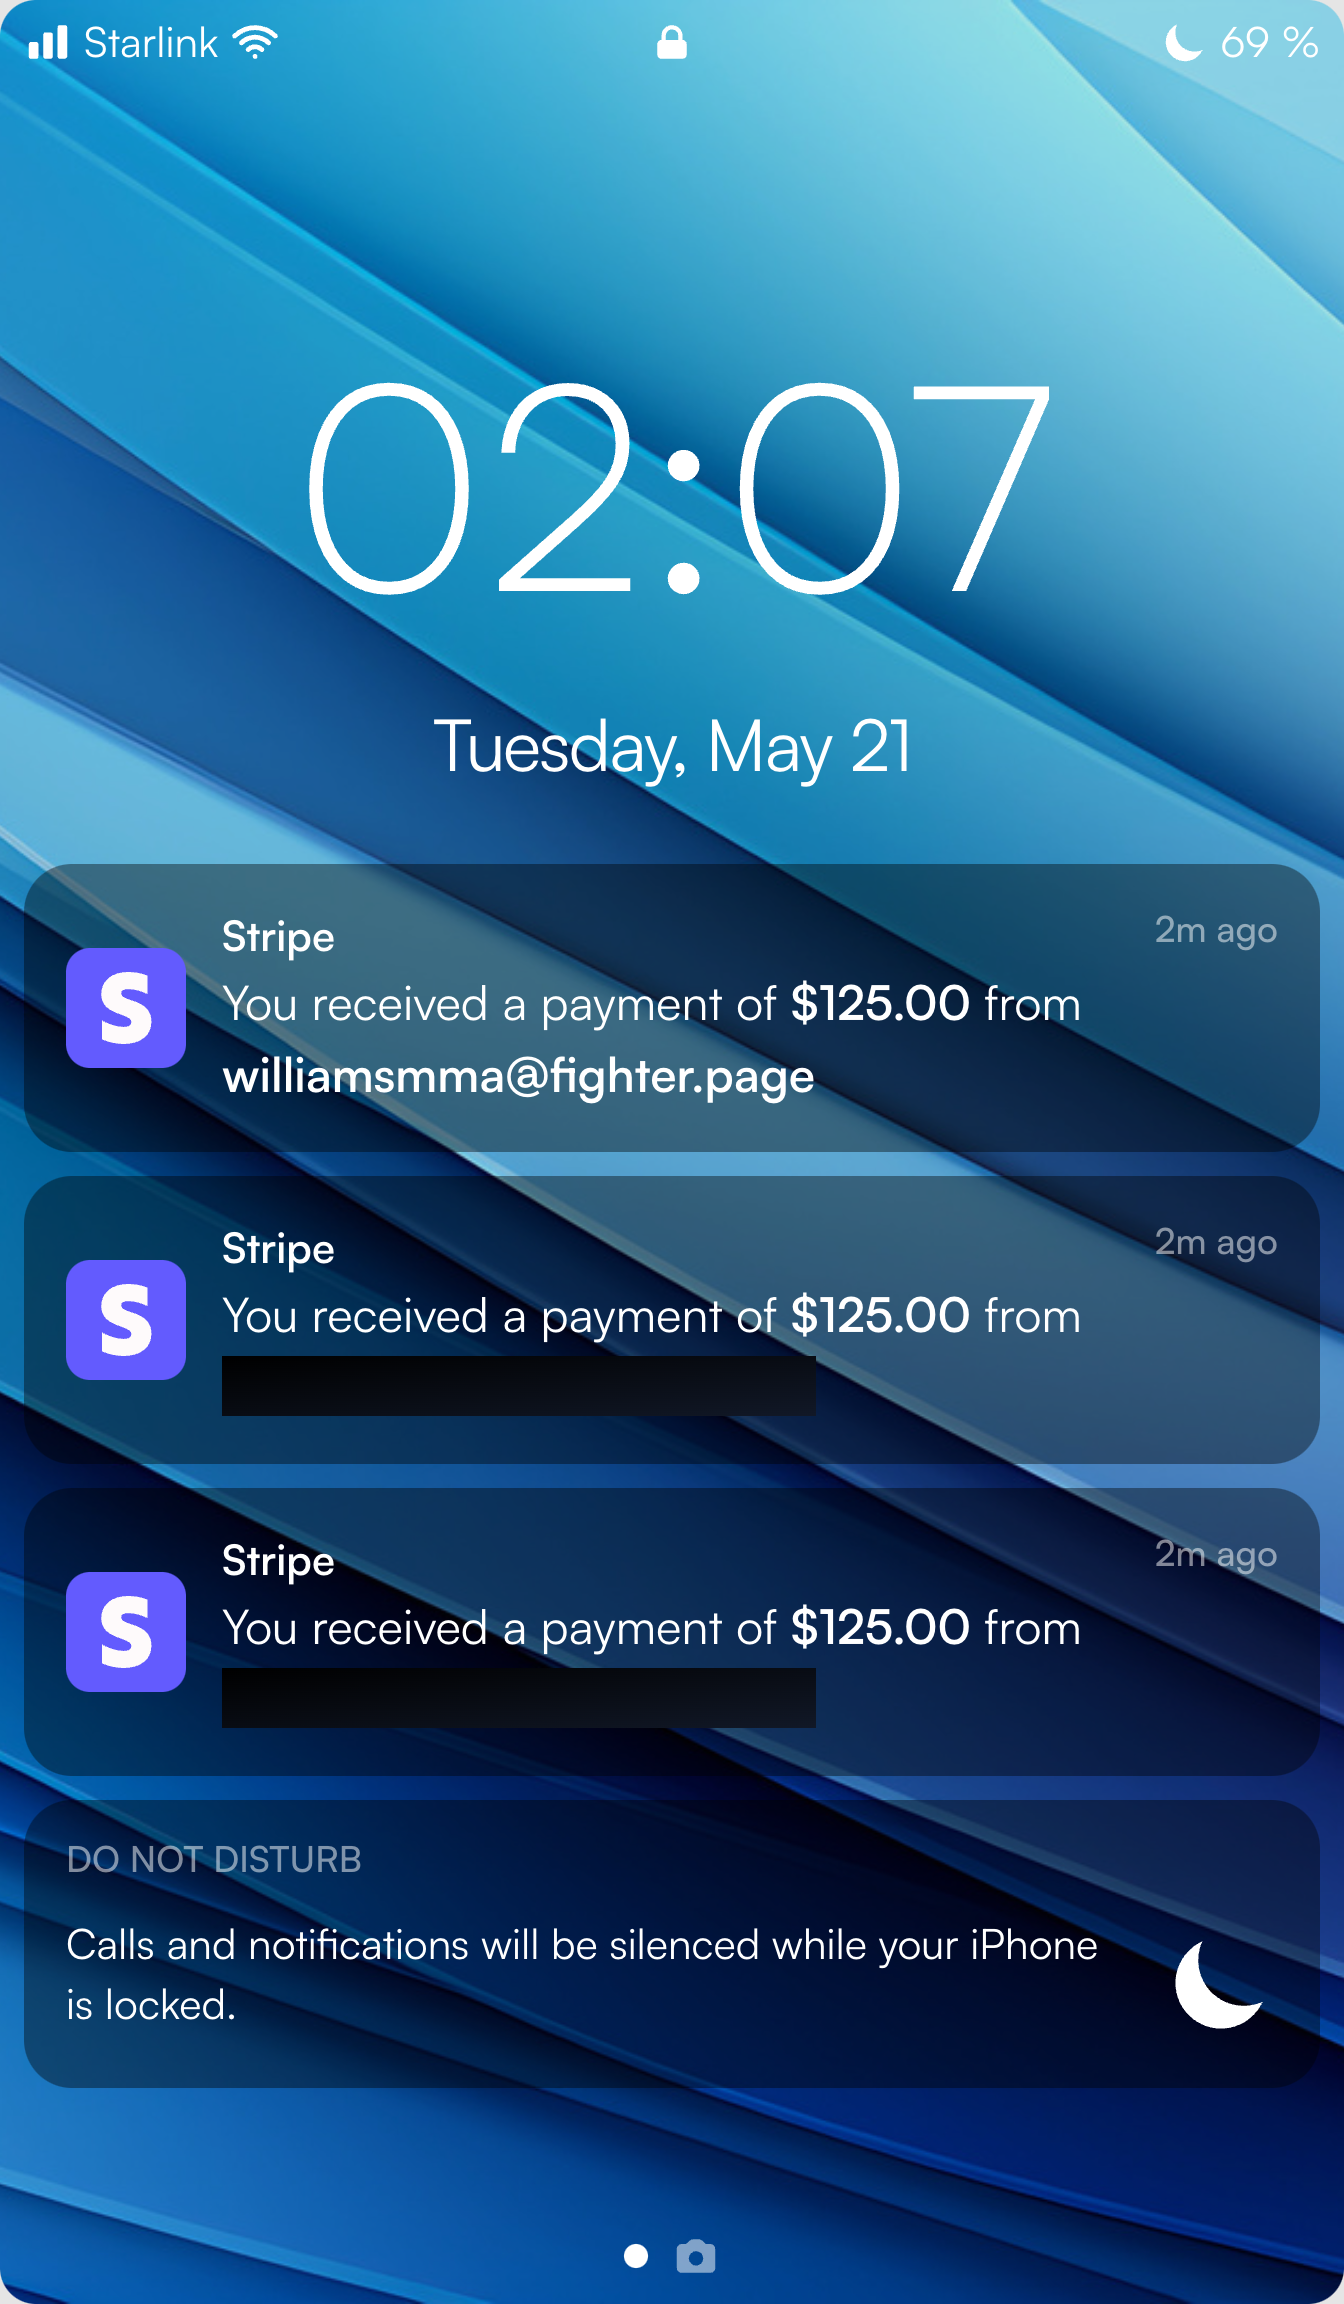 Starlink
69 %
02:07
Tuesday, May 21
Stripe
2m ago
You received a payment of $125.00 from
williamsmma@fighter.page
Stripe
2m ago
You received a payment of $125.00 from
Stripe
2m ago
You received a payment of $125.00 from
DO NOT DISTURB
Calls and notifications will be silenced while your iPhone
is locked.